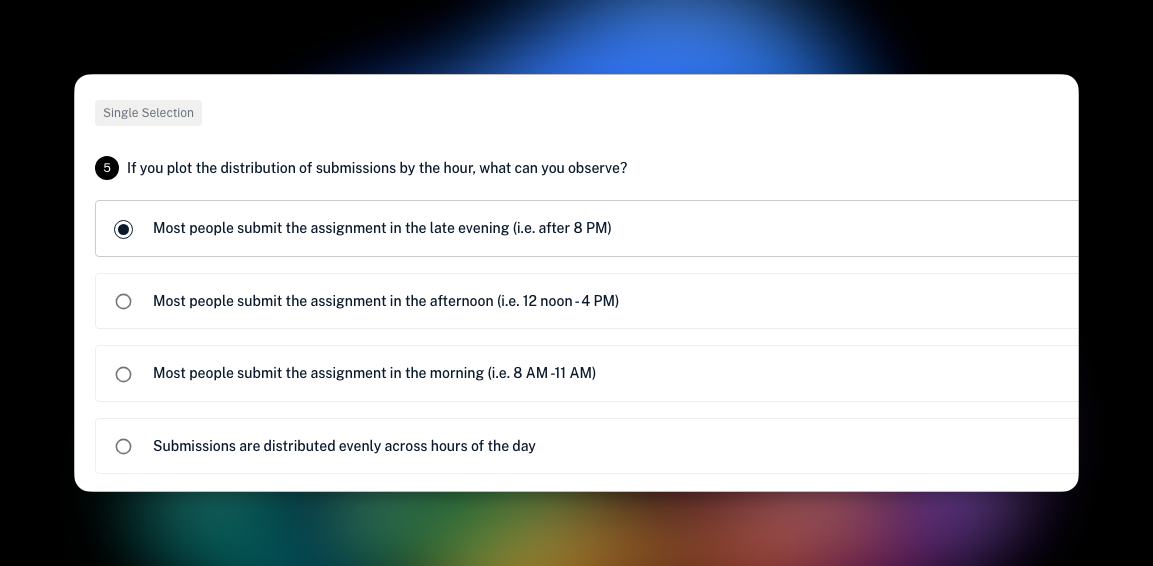 Single Selection
5 If you plot the distribution of submissions by the hour, what can you observe?
Most people submit the assignment in the late evening (i.e. after 8 PM)
Most people submit the assignment in the afternoon (i.e. 12 noon - 4 PM)
Most people submit the assignment in the morning (i.e. 8 AM -11 AM)
Submissions are distributed evenly across hours of the day